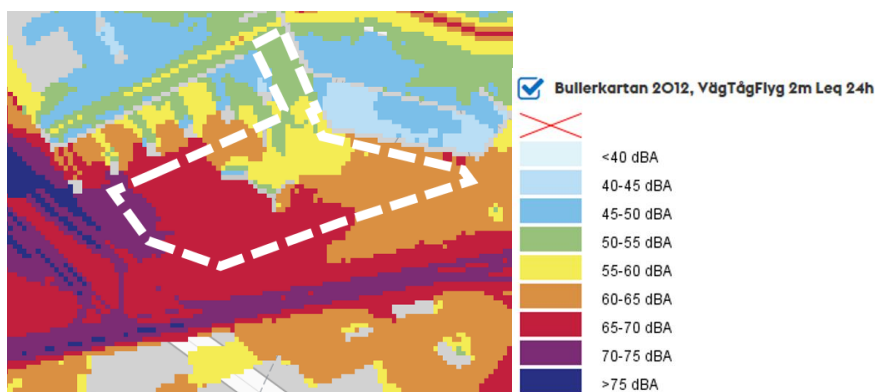 Bullerkartan 2012, VägTågFlyg 2m Leq 24h
<40 dBA
40-45 dBA
45-50 dBA
50-55 dBA
55-60 dBA
60-65 dBA
65-70 dBA
70-75 dBA
>75 dBA